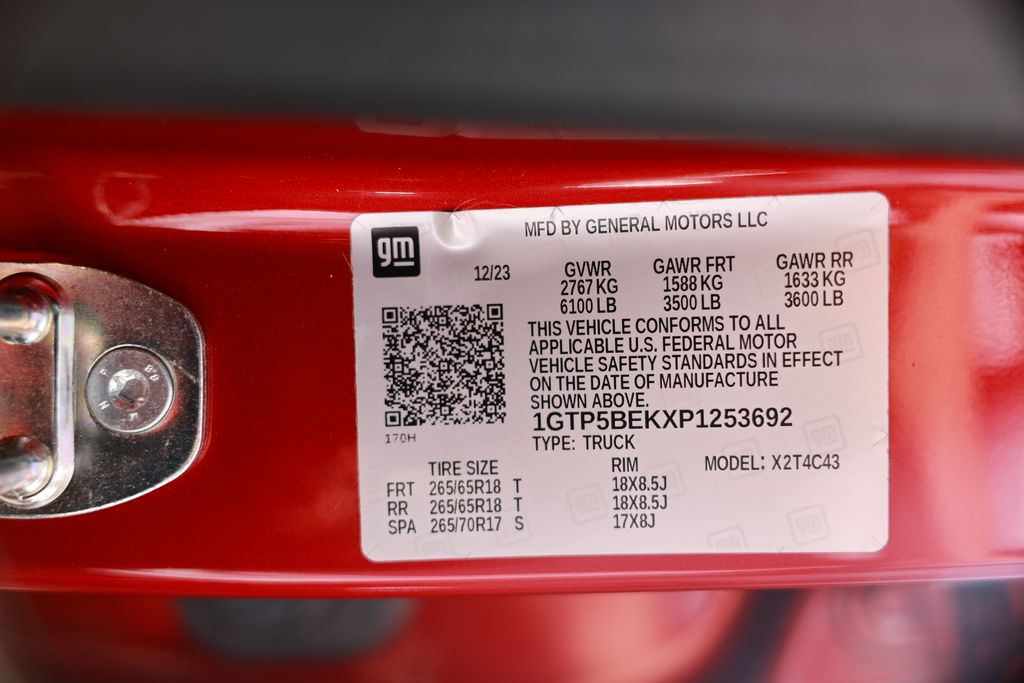 gm
MFD BY GENERAL MOTORS LLC
12/23
GVWR GAWR FRT GAWR RR
2767 KG 1588 KG 1633 KG
6100 LB 3500 LB 3600 LB
THIS VEHICLE CONFORMS TO ALL
APPLICABLE U.S. FEDERAL MOTOR
VEHICLE SAFETY STANDARDS IN EFFECT
ON THE DATE OF MANUFACTURE
SHOWN ABOVE.
1GTP5BEKXP1253692
170H
TYPE: TRUCK
TIRE SIZE RIM MODEL: X2T4C43
FRT 265/65R18 T 18X8.5J
RR 265/65R18 T 18X8.5J
SPA 265/70R17 S 17X8J